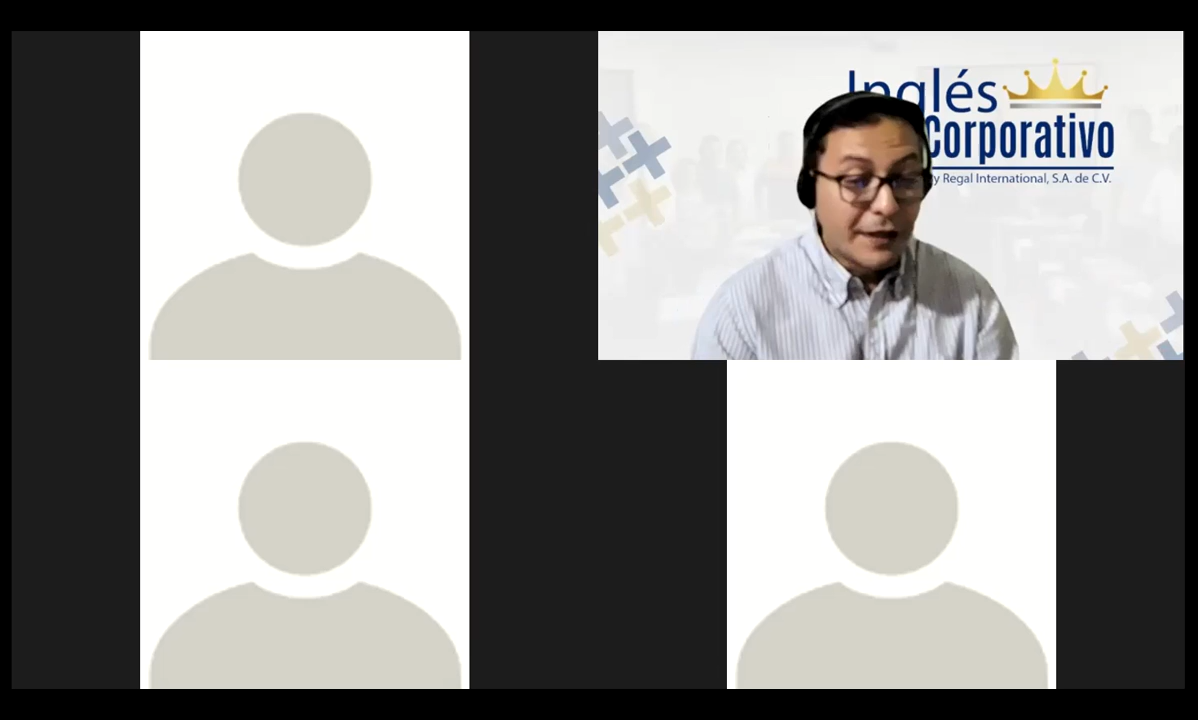 Inglés
Corporativo
y Regal International, S.A. de C.V.